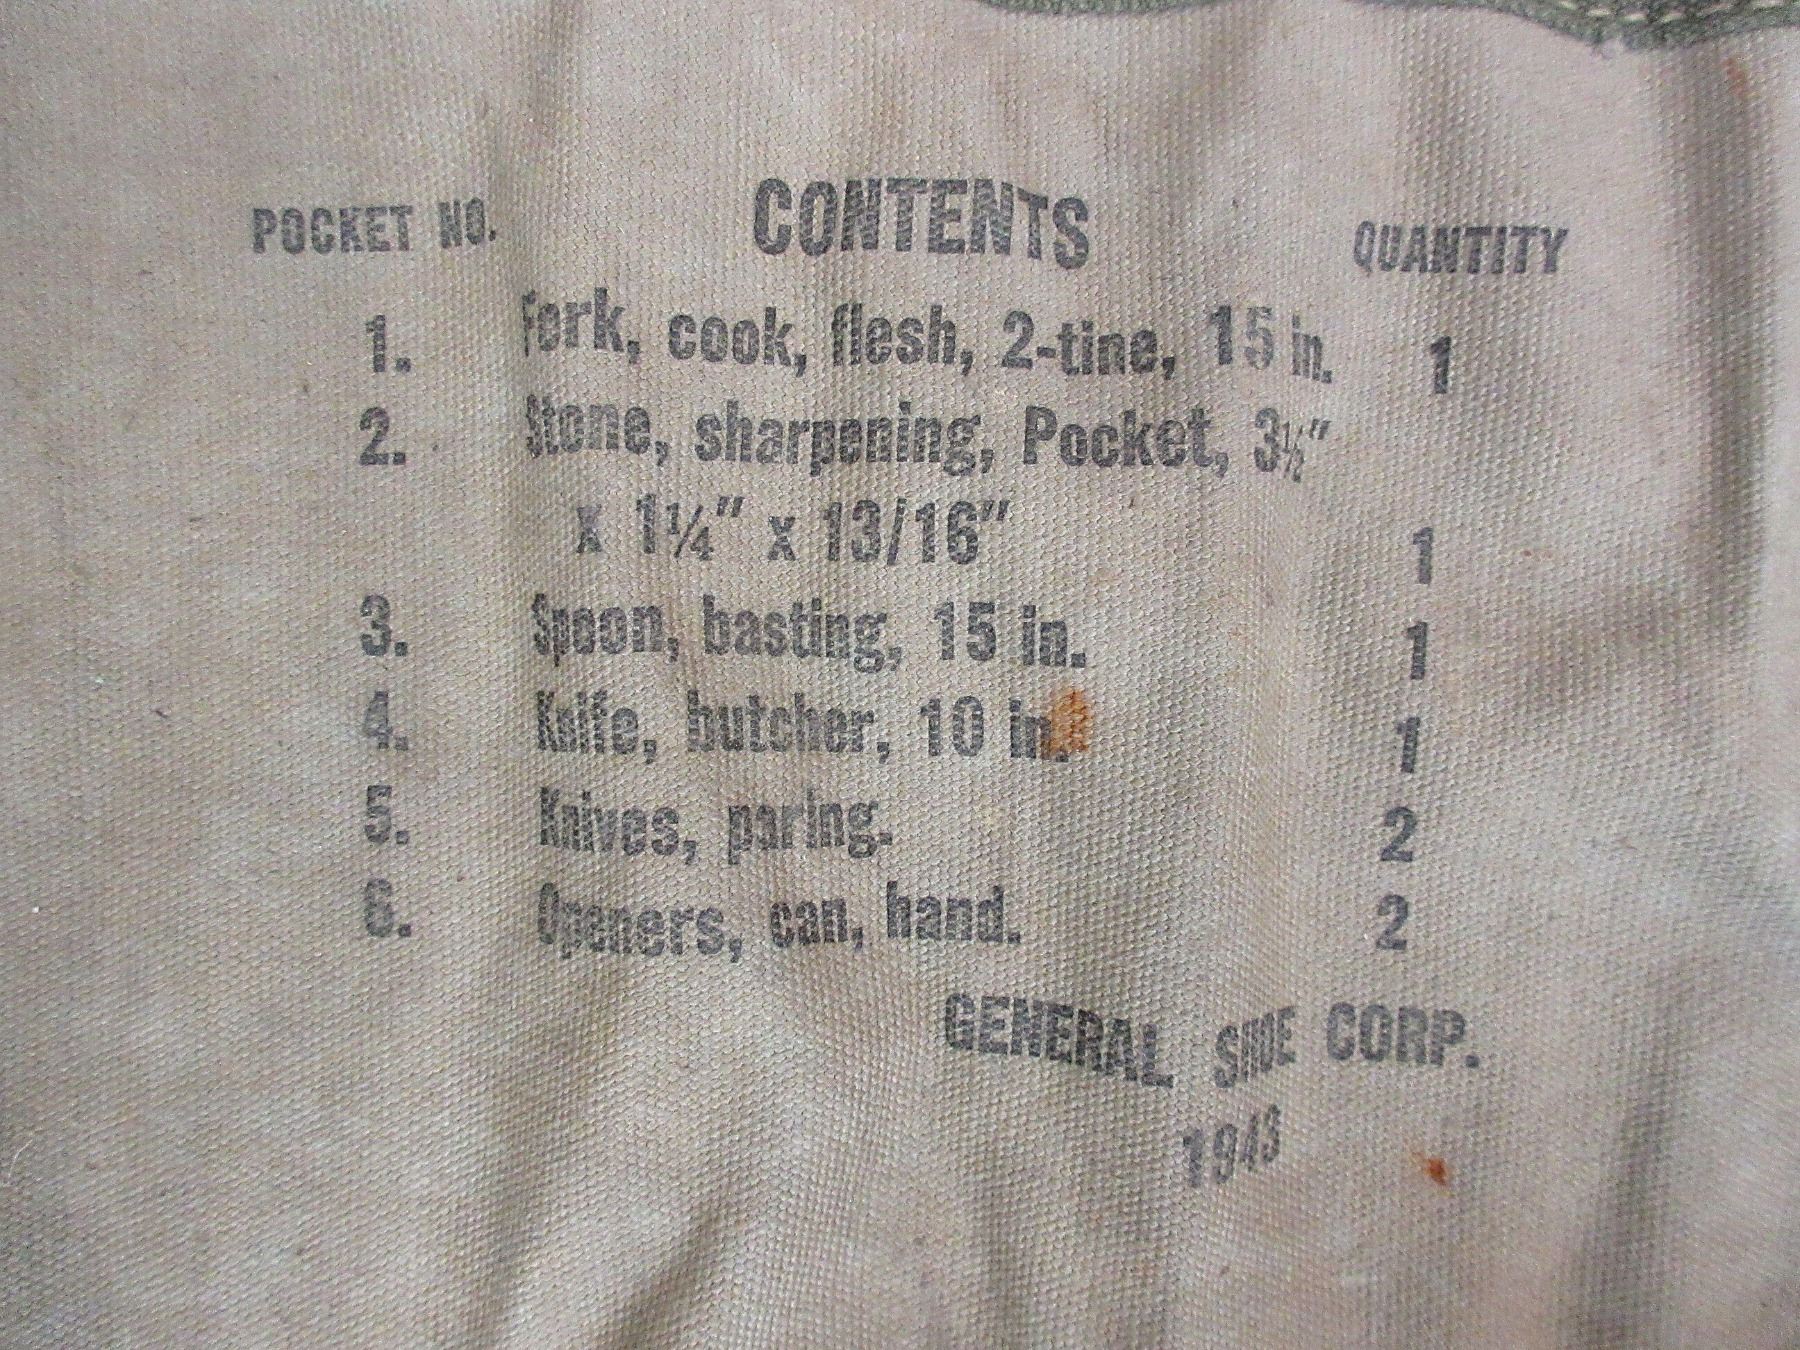 POCKET NO. CONTENTS QUANTITY
1. Fork, cook, flesh, 2-tine, 15 in. 1
2. Stone, sharpening, Pocket, 3½"
x 1¼" x 13/16" 1
3. Spoon, basting, 15 in. 1
4. Knife, butcher, 10 in. 1
5. Knives, paring. 2
6. Openers, can, hand. 2
GENERAL SHOE CORP.
1943